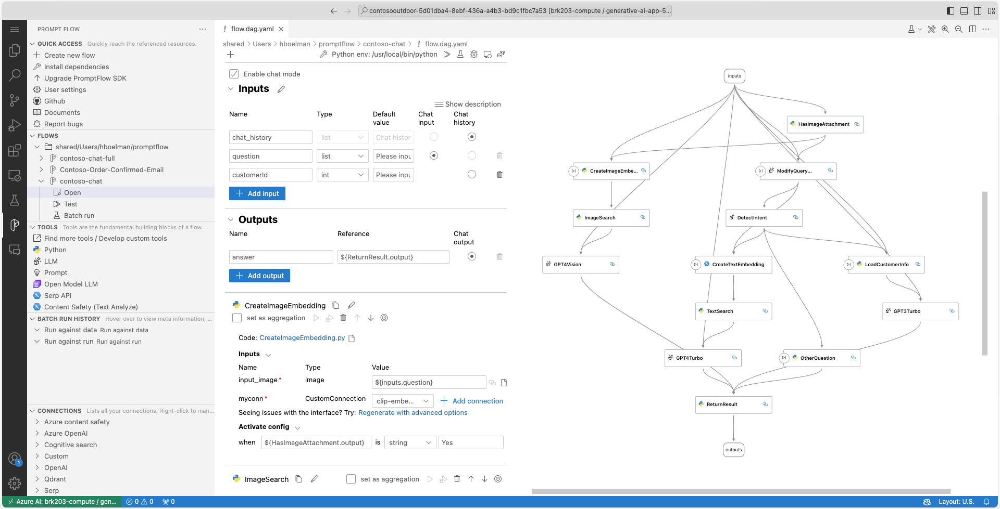 contosooutdoor-5d01dba4-8ebf-436a-a4b3-bd9c1fbc7a53 [brk203-compute / generative-ai-app-5...
PROMPT FLOW
QUICK ACCESS Quickly reach the referenced resources.
Create new flow
Install dependencies
Upgrade PromptFlow SDK
User settings
Github
Documents
Report bugs
FLOWS
shared/Users/hboelman/promptflow
contoso-chat-full
Contoso-Order-Confirmed-Email
contoso-chat
Open
Test
Batch run
TOOLS Tools are the fundamental building blocks of a flow.
Find more tools / Develop custom tools
Python
LLM
Prompt
Open Model LLM
Serp API
Content Safety (Text Analyze)
BATCH RUN HISTORY Hover over to view meta information, ...
Run against data Run against data
Run against run Run against run
CONNECTIONS Lists all your connections. Right-click to man...
Azure content safety
Azure OpenAI
Cognitive search
Custom
OpenAI
Qdrant
Serp
1
! flow.dag.yaml
shared > Users > hboelman > promptflow > contoso-chat > ! flow.dag.yaml
Python env: /usr/local/bin/python
Enable chat mode
Inputs
Show description
Name Type Default value Chat input Chat history
chat_history list Chat histor
question list Please inpu
customerId int Please inpu
Add input
Outputs
Name Reference Chat output
answer ${ReturnResult.output}
Add output
CreateImageEmbedding
set as aggregation
Code: CreateImageEmbedding.py
Inputs
Name Type Value
input_image* image ${inputs.question}
myconn* CustomConnection clip-embe... Add connection
Seeing issues with the interface? Try: Regenerate with advanced options
Activate config
when ${HasImageAttachment.output} is string Yes
ImageSearch set as aggregation
inputs
HasImageAttachment
CreateImageEmbe...
ModifyQuery...
ImageSearch
DetectIntent
GPT4Vision
CreateTextEmbedding
LoadCustomerInfo
TextSearch
GPT3Turbo
GPT4Turbo
OtherQuestion
ReturnResult
outputs
Azure AI: brk203-compute / gen... 0 0 0 Layout: U.S.